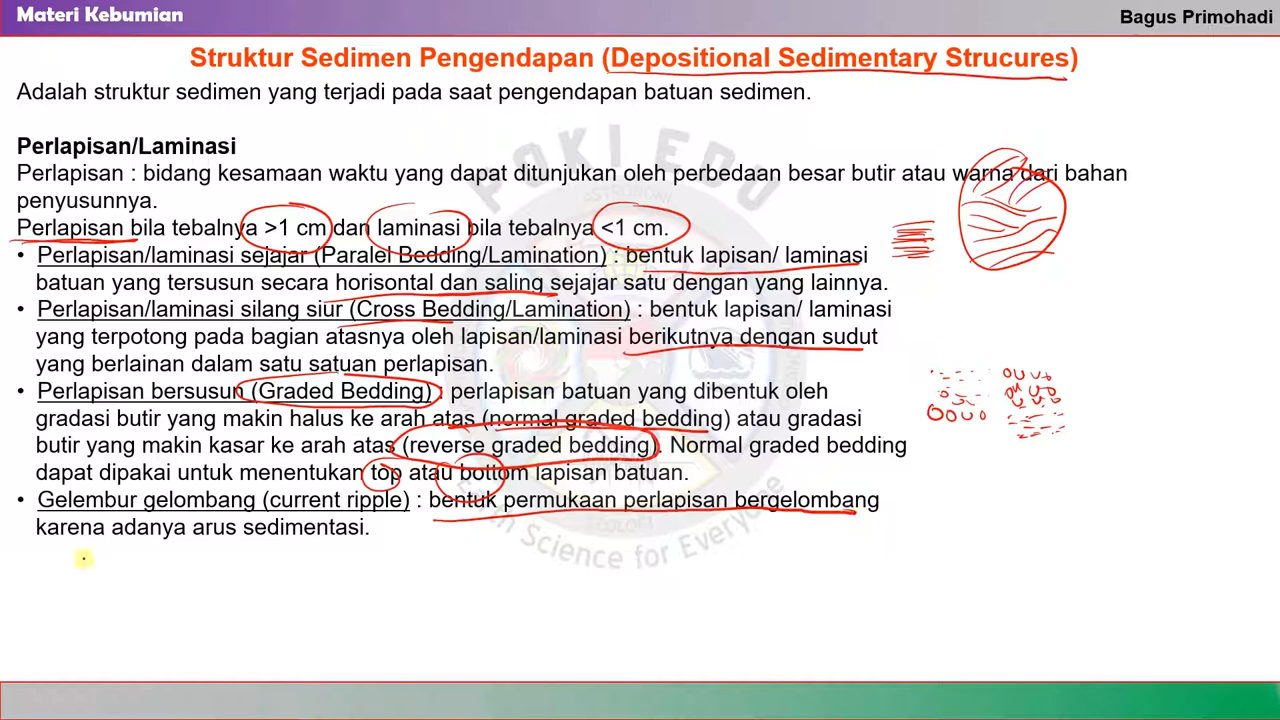 Materi Kebumian
Bagus Primohadi
Struktur Sedimen Pengendapan (Depositional Sedimentary Strucures)
Adalah struktur sedimen yang terjadi pada saat pengendapan batuan sedimen.
Perlapisan/Laminasi
Perlapisan : bidang kesamaan waktu yang dapat ditunjukan oleh perbedaan besar butir atau warna dari bahan
penyusunnya.
Perlapisan bila tebalnya >1 cm dan laminasi bila tebalnya <1 cm.
• Perlapisan/laminasi sejajar (Paralel Bedding/Lamination) : bentuk lapisan/ laminasi
batuan yang tersusun secara horisontal dan saling sejajar satu dengan yang lainnya.
• Perlapisan/laminasi silang siur (Cross Bedding/Lamination) : bentuk lapisan/ laminasi
yang terpotong pada bagian atasnya oleh lapisan/laminasi berikutnya dengan sudut
yang berlainan dalam satu satuan perlapisan.
• Perlapisan bersusun (Graded Bedding) : perlapisan batuan yang dibentuk oleh
gradasi butir yang makin halus ke arah atas (normal graded bedding) atau gradasi
butir yang makin kasar ke arah atas (reverse graded bedding). Normal graded bedding
dapat dipakai untuk menentukan top atau bottom lapisan batuan.
• Gelembur gelombang (current ripple) : bentuk permukaan perlapisan bergelombang
karena adanya arus sedimentasi.
POKI EDU
Earth Science for Everyone